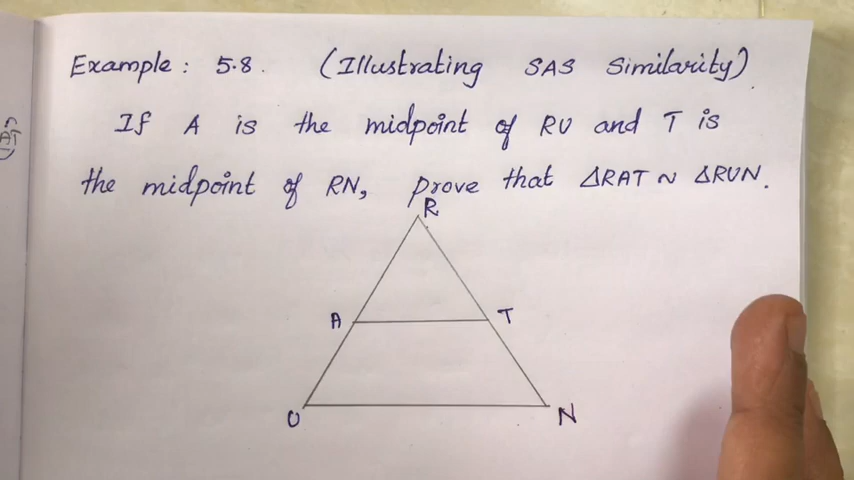 Example : 5.8. (Illustrating SAS Similarity)
If A is the midpoint of RU and T is
the midpoint of RN, prove that ΔRAT ~ ΔRUN.
R
A T
U N